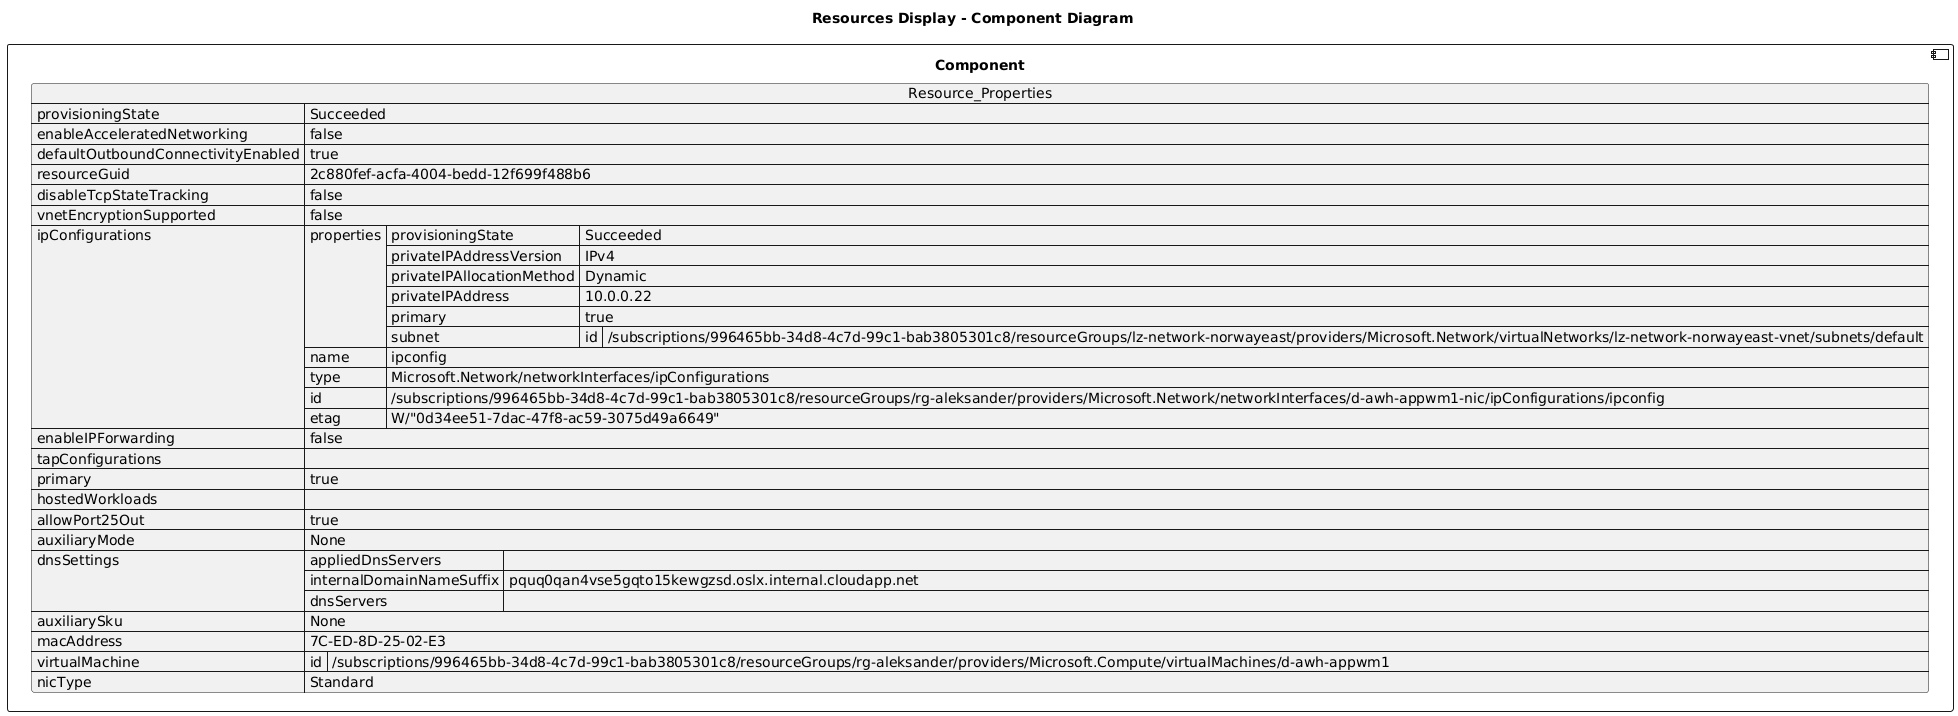 Resources Display - Component Diagram
Component
Resource_Properties
provisioningState Succeeded
enableAcceleratedNetworking false
defaultOutboundConnectivityEnabled true
resourceGuid 2c880fef-acfa-4004-bedd-12f699f488b6
disableTcpStateTracking false
vnetEncryptionSupported false
ipConfigurations properties provisioningState Succeeded
privateIPAddressVersion IPv4
privateIPAllocationMethod Dynamic
privateIPAddress 10.0.0.22
primary true
subnet id /subscriptions/996465bb-34d8-4c7d-99c1-bab3805301c8/resourceGroups/lz-network-norwayeast/providers/Microsoft.Network/virtualNetworks/lz-network-norwayeast-vnet/subnets/default
name ipconfig
type Microsoft.Network/networkInterfaces/ipConfigurations
id /subscriptions/996465bb-34d8-4c7d-99c1-bab3805301c8/resourceGroups/rg-aleksander/providers/Microsoft.Network/networkInterfaces/d-awh-appwm1-nic/ipConfigurations/ipconfig
etag W/"0d34ee51-7dac-47f8-ac59-3075d49a6649"
enableIPForwarding false
tapConfigurations
primary true
hostedWorkloads
allowPort25Out true
auxiliaryMode None
dnsSettings appliedDnsServers
internalDomainNameSuffix pquq0qan4vse5gqto15kewgzsd.oslx.internal.cloudapp.net
dnsServers
auxiliarySku None
macAddress 7C-ED-8D-25-02-E3
virtualMachine id /subscriptions/996465bb-34d8-4c7d-99c1-bab3805301c8/resourceGroups/rg-aleksander/providers/Microsoft.Compute/virtualMachines/d-awh-appwm1
nicType Standard